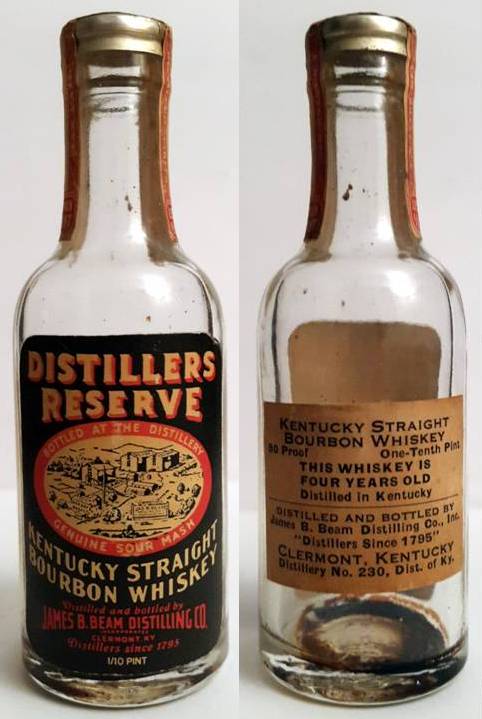 DISTILLERS
RESERVE
BOTTLED AT THE DISTILLERY
GENUINE SOUR MASH
KENTUCKY STRAIGHT
BOURBON WHISKEY
Distilled and bottled by
JAMES B. BEAM DISTILLING CO.
INCORPORATED
CLERMONT, KY.
Distillers since 1795
1/10 PINT
KENTUCKY STRAIGHT
BOURBON WHISKEY
80 Proof One-Tenth Pint
THIS WHISKEY IS
FOUR YEARS OLD
Distilled in Kentucky
DISTILLED AND BOTTLED BY
James B. Beam Distilling Co., Inc.
"Distillers Since 1795"
CLERMONT, KENTUCKY
Distillery No. 230, Dist. of Ky.